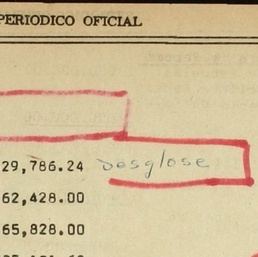 PERIODICO OFICIAL
29,786.24 Desglose
62,428.00
65,828.00